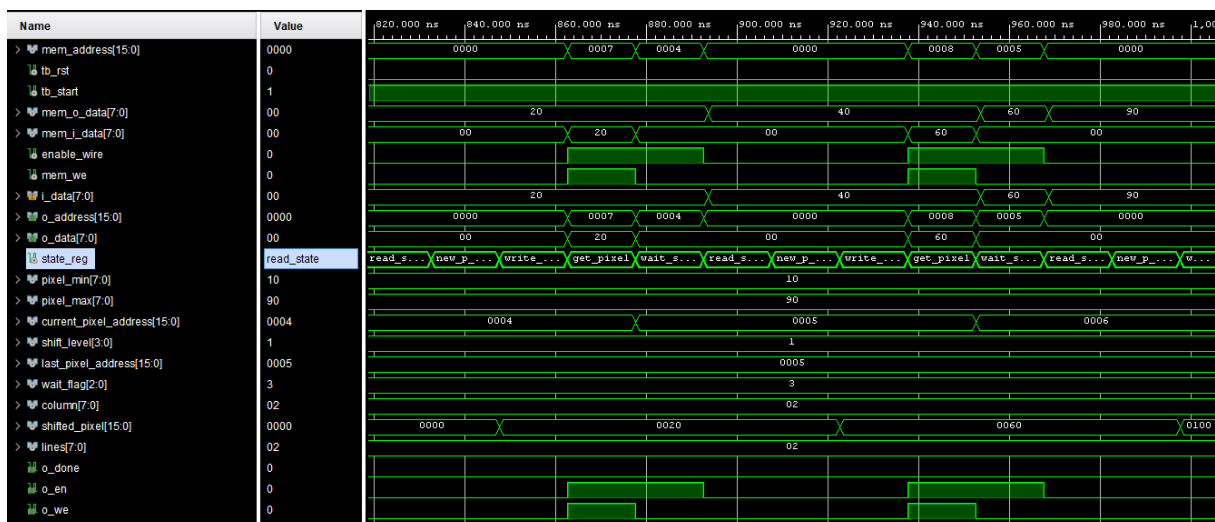 Name Value 820.000 ns 840.000 ns 860.000 ns 880.000 ns 900.000 ns 920.000 ns 940.000 ns 960.000 ns 980.000 ns 1,00
mem_address[15:0] 0000 0000 0007 0004 0000 0008 0005 0000
tb_rst 0
tb_start 1
mem_o_data[7:0] 00 20 40 60 90
mem_i_data[7:0] 00 00 20 00 60 00
enable_wire 0
mem_we 0
i_data[7:0] 00 20 40 60 90
o_address[15:0] 0000 0000 0007 0004 0000 0008 0005 0000
o_data[7:0] 00 00 20 00 60 00
state_reg read_state read_s... new_p_... write_... get_pixel wait_s... read_s... new_p_... write_... get_pixel wait_s... read_s... new_p_... w...
pixel_min[7:0] 10 10
pixel_max[7:0] 90 90
current_pixel_address[15:0] 0004 0004 0005 0006
shift_level[3:0] 1 1
last_pixel_address[15:0] 0005 0005
wait_flag[2:0] 3 3
column[7:0] 02 02
shifted_pixel[15:0] 0000 0000 0020 0060 0100
lines[7:0] 02 02
o_done 0
o_en 0
o_we 0